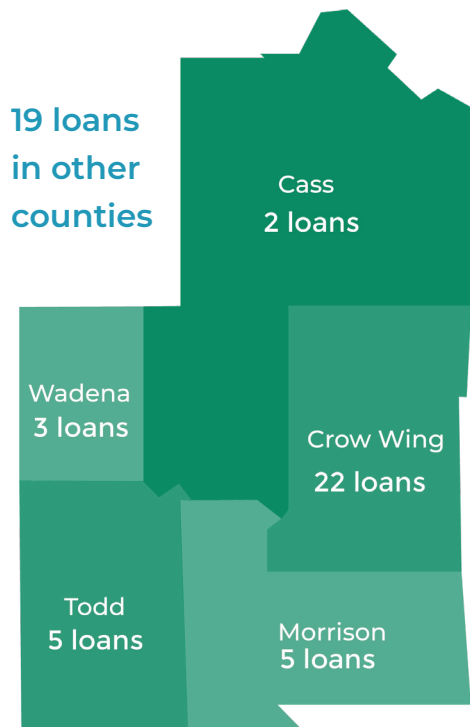 19 loans
in other
counties
Cass
2 loans
Wadena
3 loans
Crow Wing
22 loans
Todd
5 loans
Morrison
5 loans